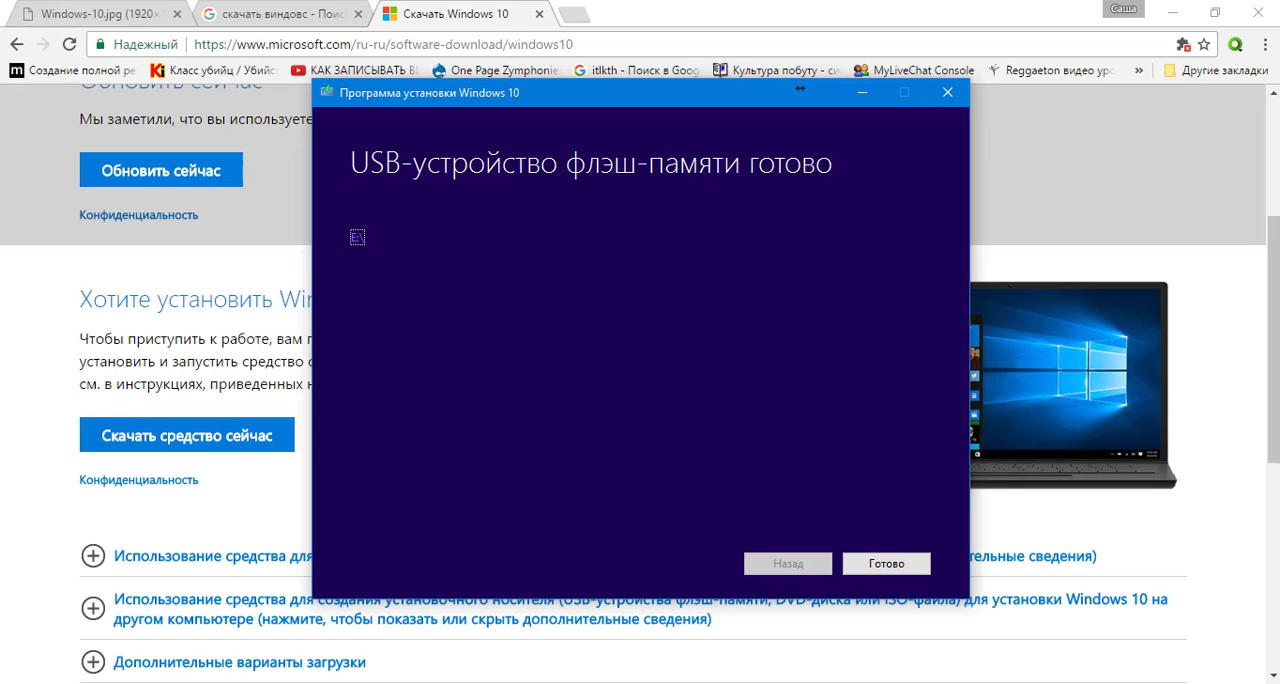 Windows-10.jpg (1920×
скачать виндовс - Поис
Скачать Windows 10
Саша
Надежный
https://www.microsoft.com/ru-ru/software-download/windows10
Создание полной ре
Класс убийц / Убийс
КАК ЗАПИСЫВАТЬ В
One Page Zymphonie
itlkth - Поиск в Goog
Культура побуту - си
MyLiveChat Console
Reggaeton видео уро
»
Другие закладки
Обновить сейчас
Мы заметили, что вы используете
Обновить сейчас
Конфиденциальность
Программа установки Windows 10
USB-устройство флэш-памяти готово
E:\
Назад
Готово
Хотите установить Wi
Чтобы приступить к работе, вам
установить и запустить средство
см. в инструкциях, приведенных
Скачать средство сейчас
Конфиденциальность
Использование средства для тельные сведения)
Использование средства для создания установочного носителя (USB-устройства флэш-памяти, DVD-диска или ISO-файла) для установки Windows 10 на
другом компьютере (нажмите, чтобы показать или скрыть дополнительные сведения)
Дополнительные варианты загрузки